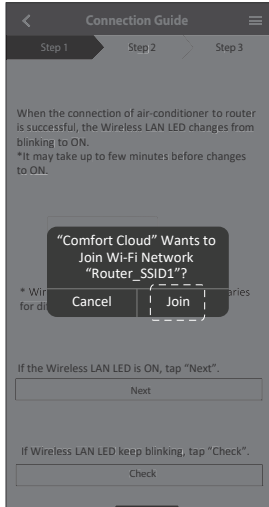 Connection Guide
Step 1
Step 2
Step 3
When the connection of air-conditioner to router
is successful, the Wireless LAN LED changes from
blinking to ON.
*It may take up to few minutes before changes
to ON.
"Comfort Cloud" Wants to
Join Wi-Fi Network
"Router_SSID1"?
Cancel
Join
for
If the Wireless LAN LED is ON, tap "Next".
Next
If Wireless LAN LED keep blinking, tap "Check".
Check